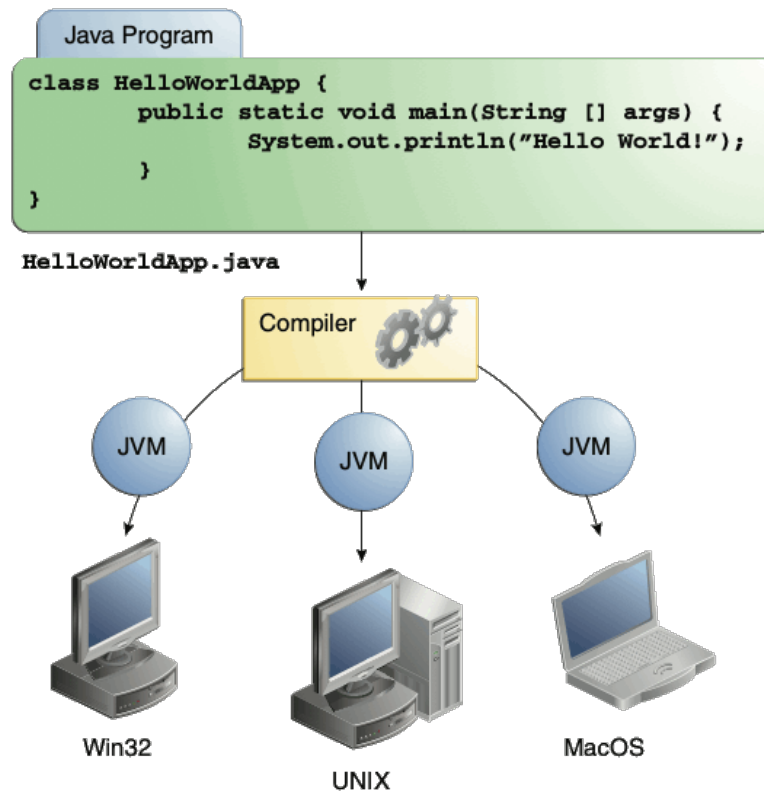 Java Program
class HelloWorldApp {
public static void main(String [] args) {
System.out.println("Hello World!");
}
}
HelloWorldApp.java
Compiler
JVM
JVM
JVM
Win32
UNIX
MacOS